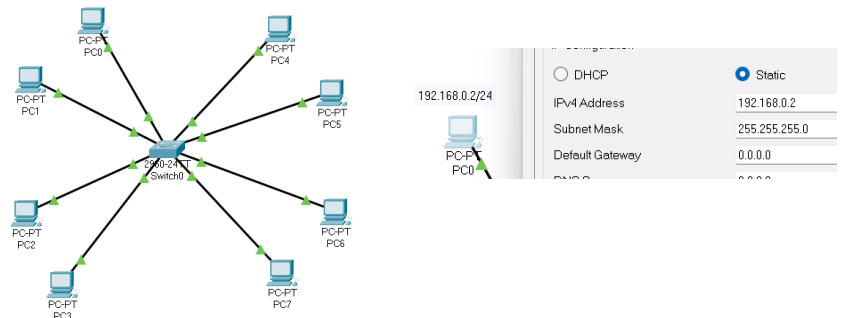 PC-PT
PC0
PC-PT
PC4
PC-PT
PC1
PC-PT
PC5
2960-24TT
Switch0
PC-PT
PC2
PC-PT
PC6
PC-PT
PC3
PC-PT
PC7
192.168.0.2/24
PC-PT
PC0
IP Configuration
DHCP
Static
IPv4 Address
192.168.0.2
Subnet Mask
255.255.255.0
Default Gateway
0.0.0.0